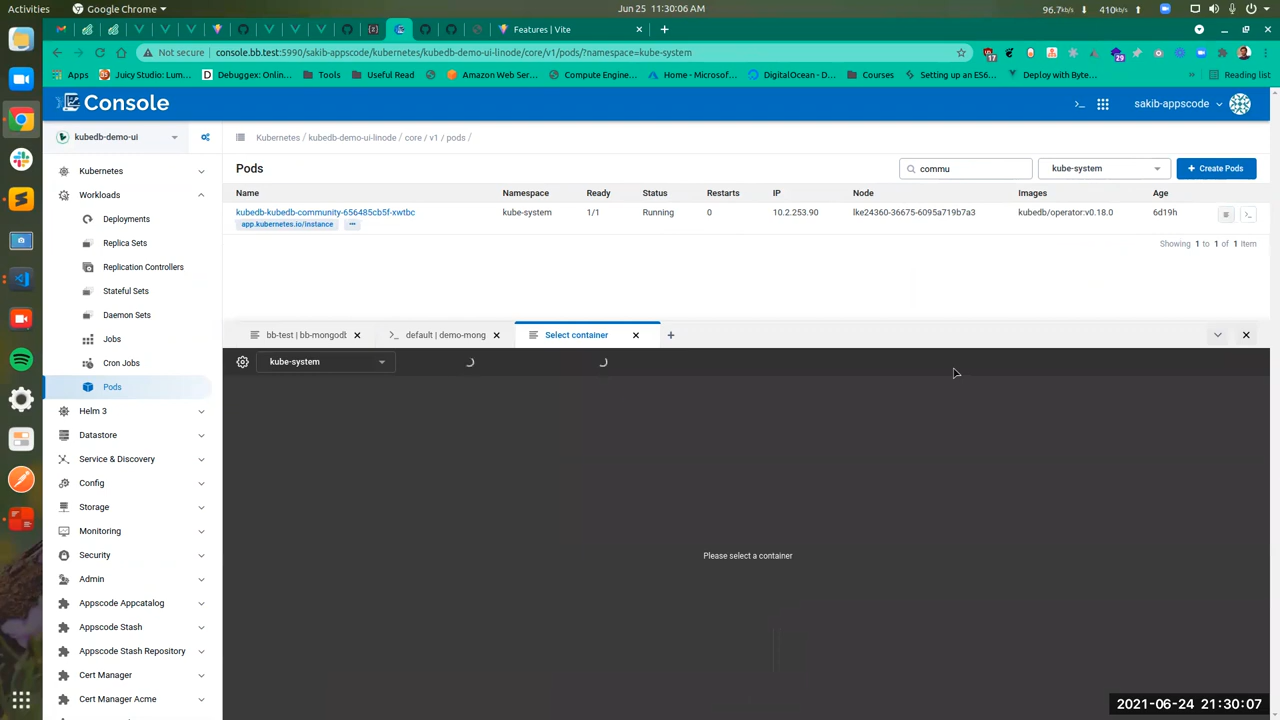 Activities
Google Chrome
Jun 25, 11:30:06 AM
96.7kb/s
410kb/s
Features | Vite
Not secure
console.bb.test:5990/sakib-appscode/kubernetes/kubedb-demo-ui-linode/core/v1/pods/?namespace=kube-system
17
29
Apps
Juicy Studio: Lum...
Debuggex: Onlin...
Tools
Useful Read
Amazon Web Ser...
Compute Engine...
Home - Microsof...
DigitalOcean - D...
Courses
Setting up an ES6...
Deploy with Byte...
»
Reading list
Console
sakib-appscode
kubedb-demo-ui
Kubernetes / kubedb-demo-ui-linode / core / v1 / pods /
Kubernetes
Workloads
Deployments
Replica Sets
Replication Controllers
Stateful Sets
Daemon Sets
Jobs
Cron Jobs
Pods
Helm 3
Datastore
Service & Discovery
Config
Storage
Monitoring
Security
Admin
Appscode Appcatalog
Appscode Stash
Appscode Stash Repository
Cert Manager
Cert Manager Acme
Pods
commu
kube-system
+ Create Pods
Name Namespace Ready Status Restarts IP Node Images Age
kubedb-kubedb-community-656485cb5f-xwtbc kube-system 1/1 Running 0 10.2.253.90 lke24360-36675-6095a719b7a3 kubedb/operator:v0.18.0 6d19h
app.kubernetes.io/instance ...
Showing 1 to 1 of 1 Item
bb-test | bb-mongodb
default | demo-mong
Select container
kube-system
Please select a container
2021-06-24 21:30:07